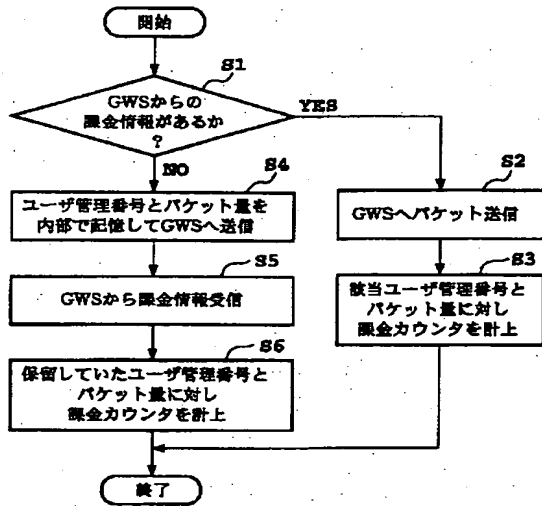 開始
S1
GWSからの
課金情報があるか
?
YES
NO
S4
ユーザ管理番号とパケット量を
内部で記憶してGWSへ送信
S2
GWSへパケット送信
S5
GWSから課金情報受信
S3
該当ユーザ管理番号と
パケット量に対し
課金カウンタを計上
S6
保留していたユーザ管理番号と
パケット量に対し
課金カウンタを計上
終了